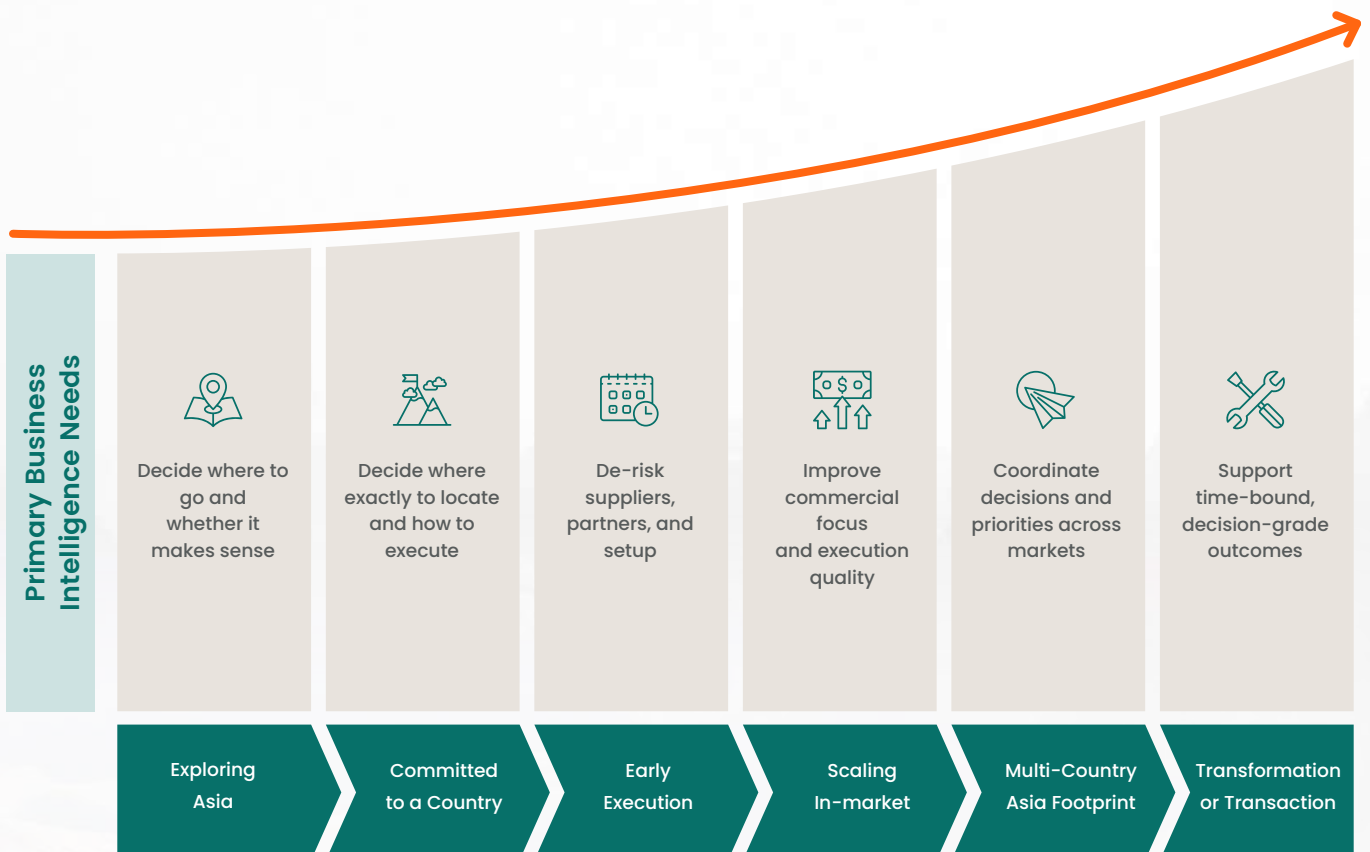 Primary Business
Intelligence Needs
Decide where to
go and
whether it
makes sense
Decide where
exactly to locate
and how to
execute
De-risk
suppliers,
partners, and
setup
Improve
commercial
focus
and execution
quality
Coordinate
decisions and
priorities across
markets
Support
time-bound,
decision-grade
outcomes
Exploring
Asia
Committed
to a Country
Early
Execution
Scaling
In-market
Multi-Country
Asia Footprint
Transformation
or Transaction